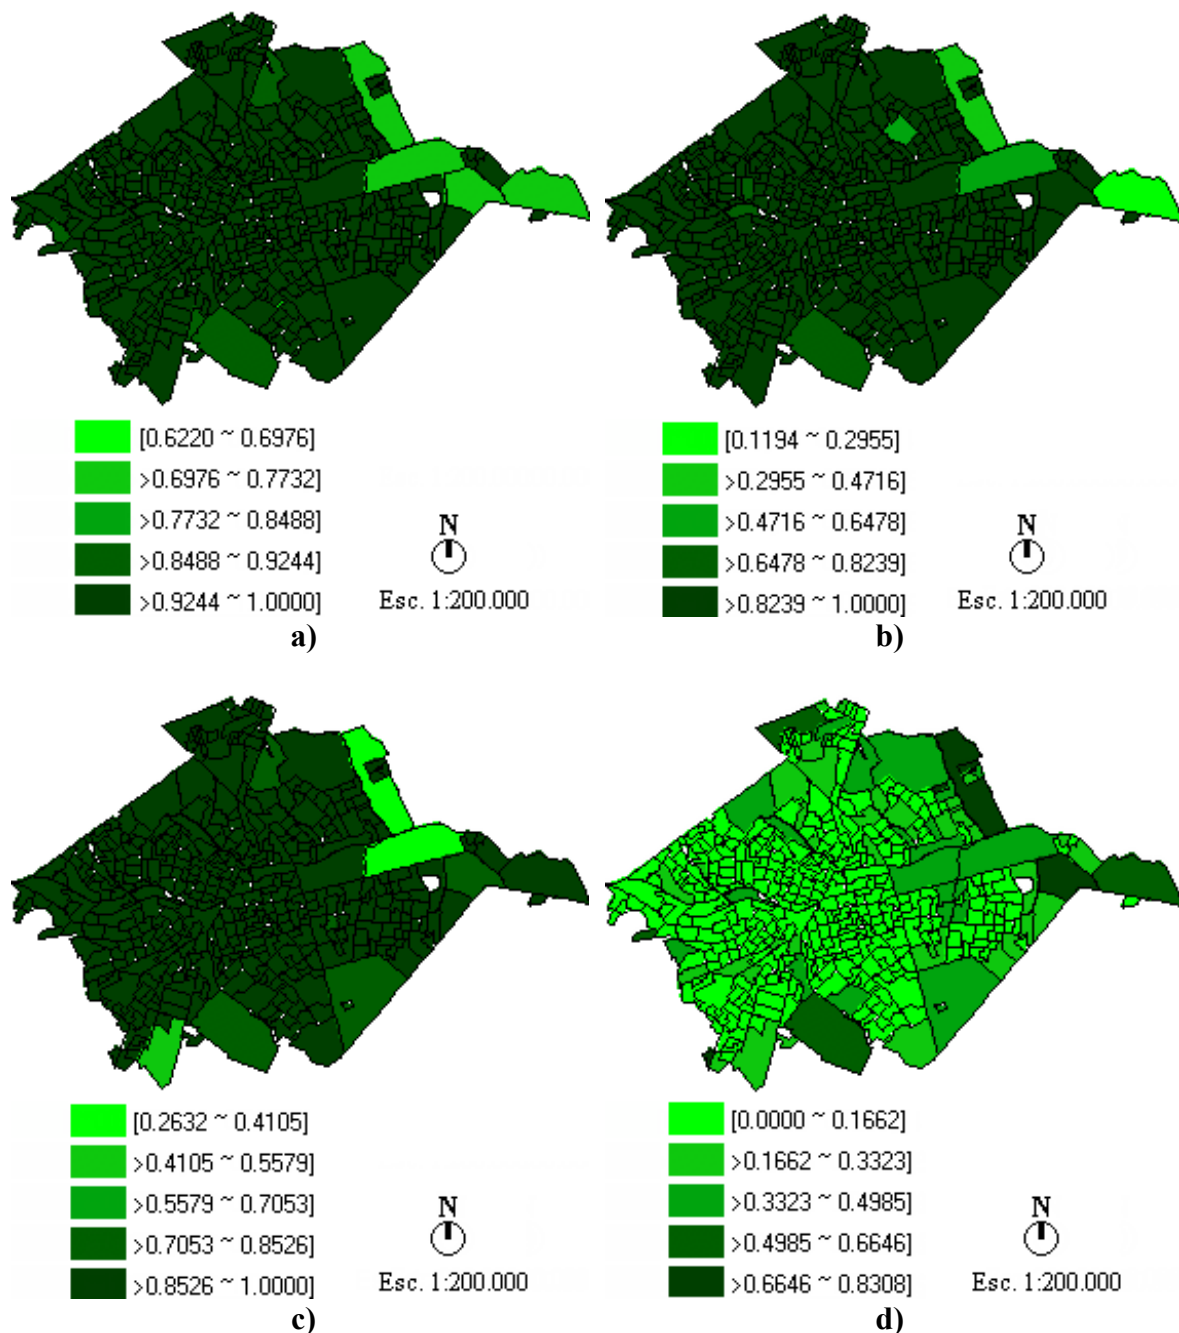 [0.6220 ~ 0.6976]
>0.6976 ~ 0.7732]
>0.7732 ~ 0.8488]
>0.8488 ~ 0.9244]
>0.9244 ~ 1.0000]
N
Esc. 1:200.000
a)
[0.1194 ~ 0.2955]
>0.2955 ~ 0.4716]
>0.4716 ~ 0.6478]
>0.6478 ~ 0.8239]
>0.8239 ~ 1.0000]
N
Esc. 1:200.000
b)
[0.2632 ~ 0.4105]
>0.4105 ~ 0.5579]
>0.5579 ~ 0.7053]
>0.7053 ~ 0.8526]
>0.8526 ~ 1.0000]
N
Esc. 1:200.000
c)
[0.0000 ~ 0.1662]
>0.1662 ~ 0.3323]
>0.3323 ~ 0.4985]
>0.4985 ~ 0.6646]
>0.6646 ~ 0.8308]
N
Esc. 1:200.000
d)